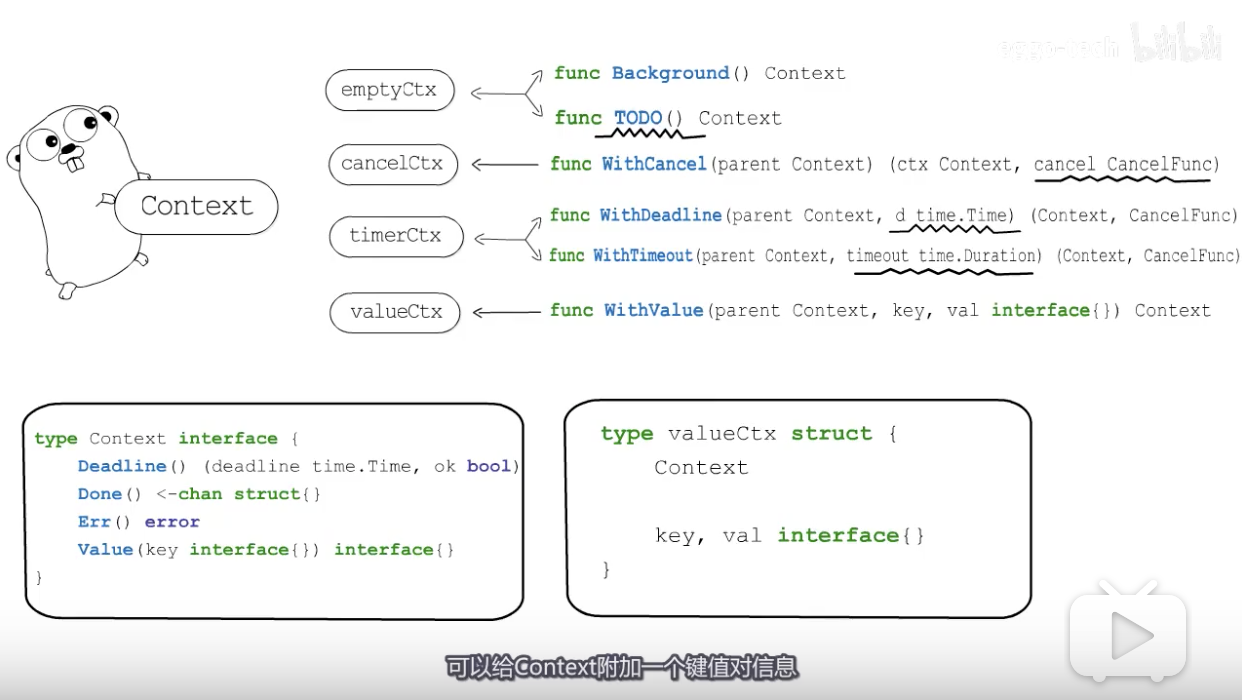 eggo-tech bilibili
emptyCtx
func Background() Context
func TODO() Context
cancelCtx
func WithCancel(parent Context) (ctx Context, cancel CancelFunc)
Context
timerCtx
func WithDeadline(parent Context, d time.Time) (Context, CancelFunc)
func WithTimeout(parent Context, timeout time.Duration) (Context, CancelFunc)
valueCtx
func WithValue(parent Context, key, val interface{}) Context
type Context interface {
    Deadline() (deadline time.Time, ok bool)
    Done() <-chan struct{}
    Err() error
    Value(key interface{}) interface{}
}
type valueCtx struct {
    Context
    key, val interface{}
}
可以给Context附加一个键值对信息